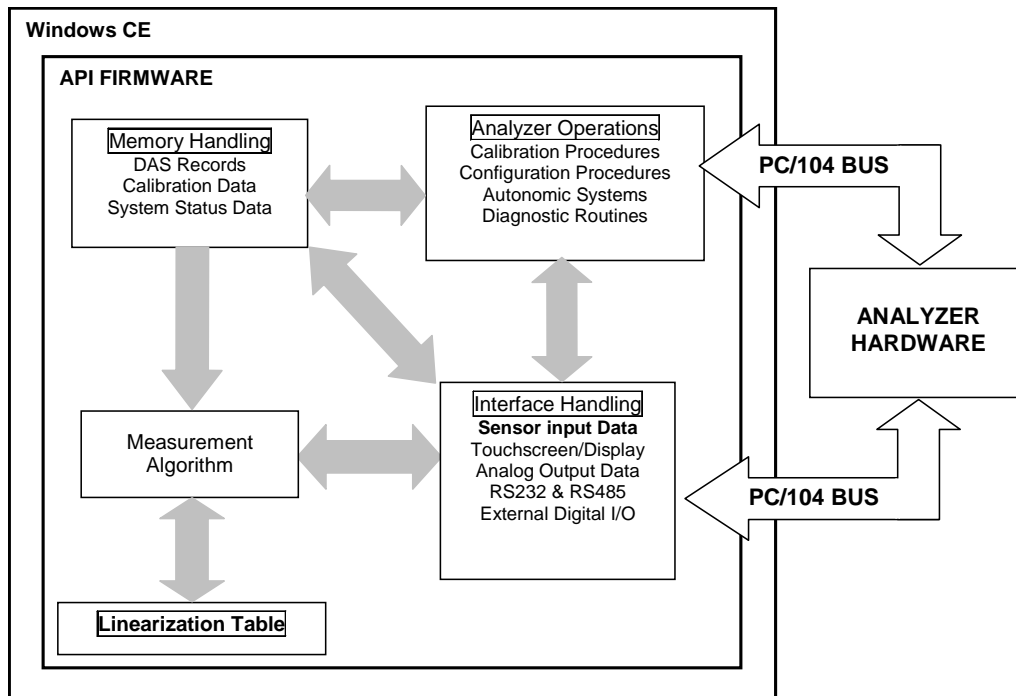 Windows CE
API FIRMWARE
Memory Handling
DAS Records
Calibration Data
System Status Data
Analyzer Operations
Calibration Procedures
Configuration Procedures
Autonomic Systems
Diagnostic Routines
PC/104 BUS
ANALYZER
HARDWARE
Measurement
Algorithm
Interface Handling
Sensor input Data
Touchscreen/Display
Analog Output Data
RS232 & RS485
External Digital I/O
PC/104 BUS
Linearization Table